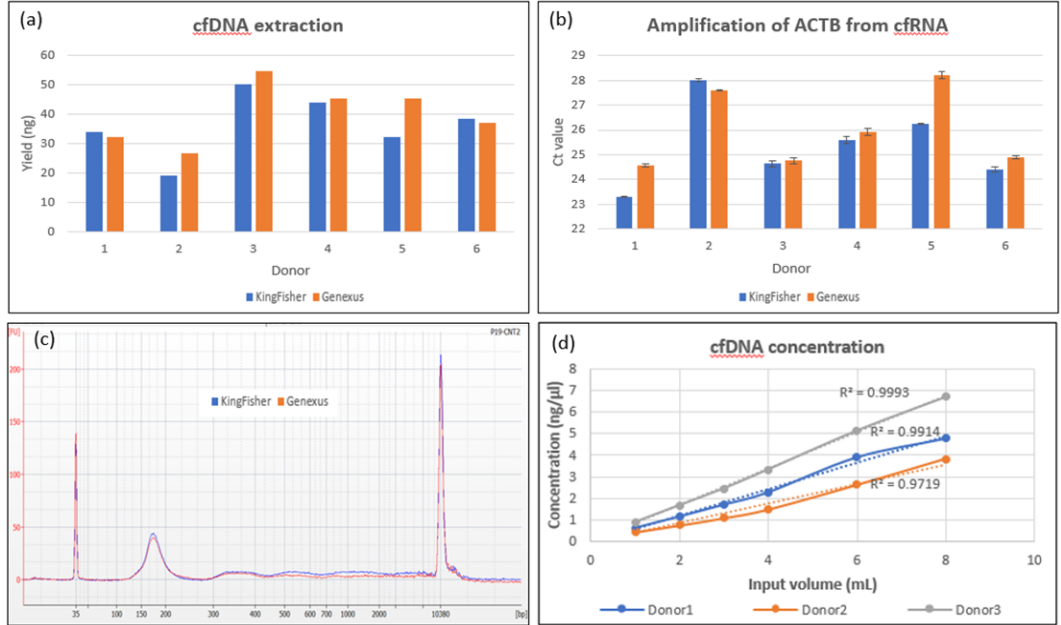 (a)
cfDNA extraction
60
50
40
30
20
10
0
Yield (ng)
1 2 3 4 5 6
Donor
KingFisher Genexus
(b)
Amplification of ACTB from cfRNA
29
28
27
26
25
24
23
22
Ct value
1 2 3 4 5 6
Donor
KingFisher Genexus
[FU]
(c)
P19-CNT2
KingFisher Genexus
200
150
100
50
0
35 100 150 200 300 400 500 700 1000 2000 10380 [bp]
(d)
cfDNA concentration
8
7
6
5
4
3
2
1
0
Concentration (ng/µl)
R² = 0.9993
R² = 0.9914
R² = 0.9719
0 2 4 6 8 10
Input volume (mL)
Donor1 Donor2 Donor3